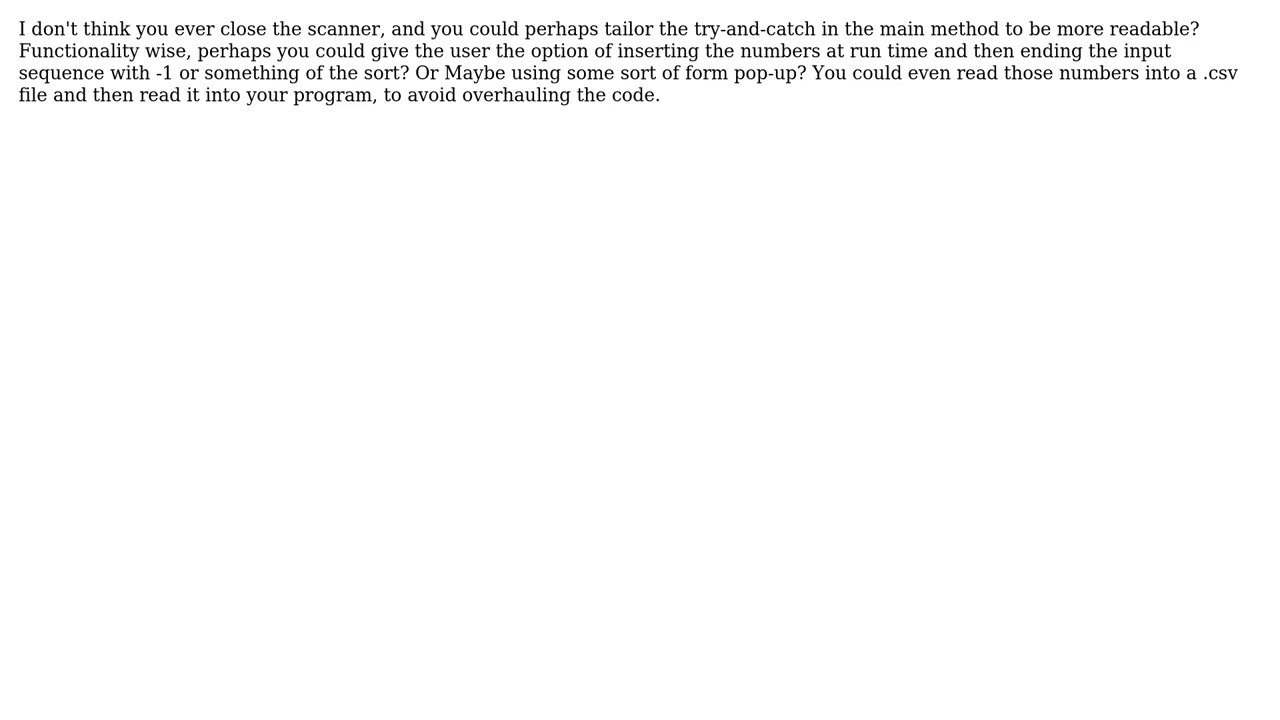 I don't think you ever close the scanner, and you could perhaps tailor the try-and-catch in the main method to be more readable?
Functionality wise, perhaps you could give the user the option of inserting the numbers at run time and then ending the input
sequence with -1 or something of the sort? Or Maybe using some sort of form pop-up? You could even read those numbers into a .csv
file and then read it into your program, to avoid overhauling the code.